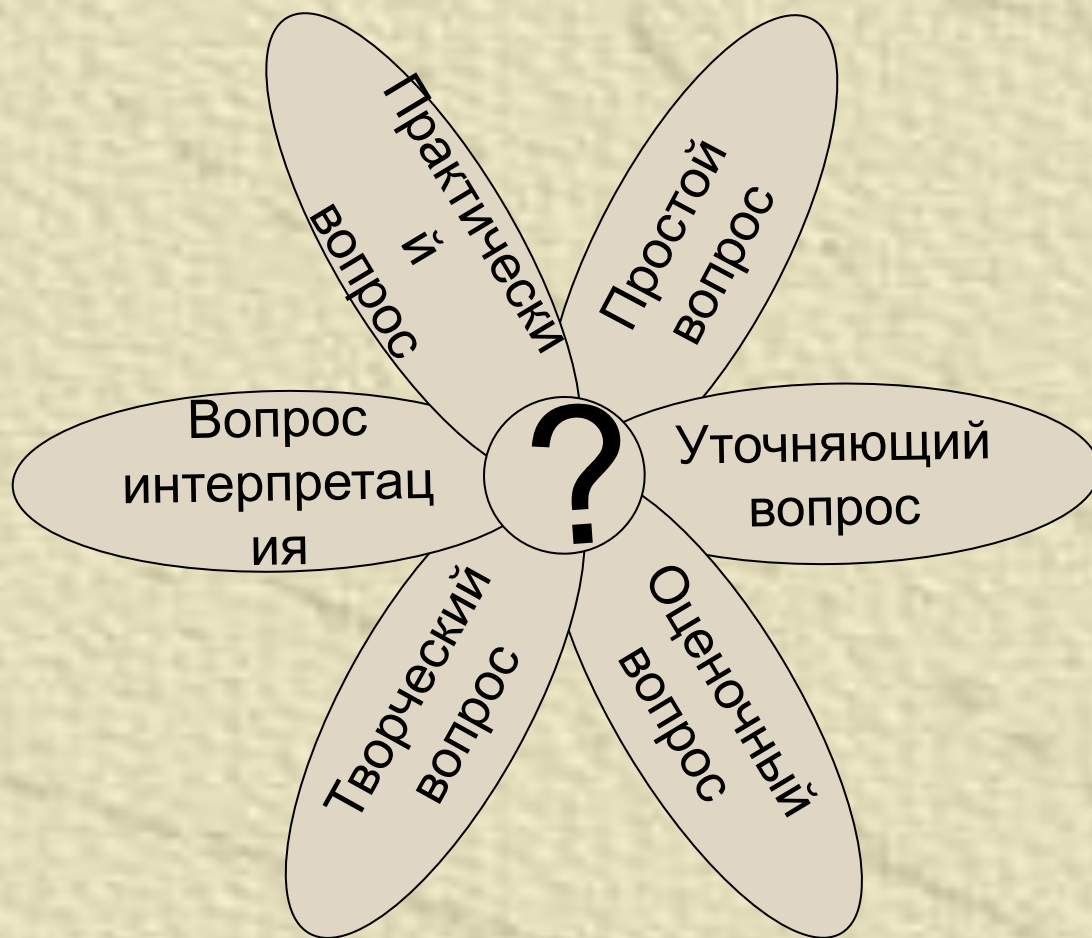 Практически
й
вопрос
Простой
вопрос
Вопрос
интерпретац
ия
?
Уточняющий
вопрос
Творческий
вопрос
Оценочный
вопрос